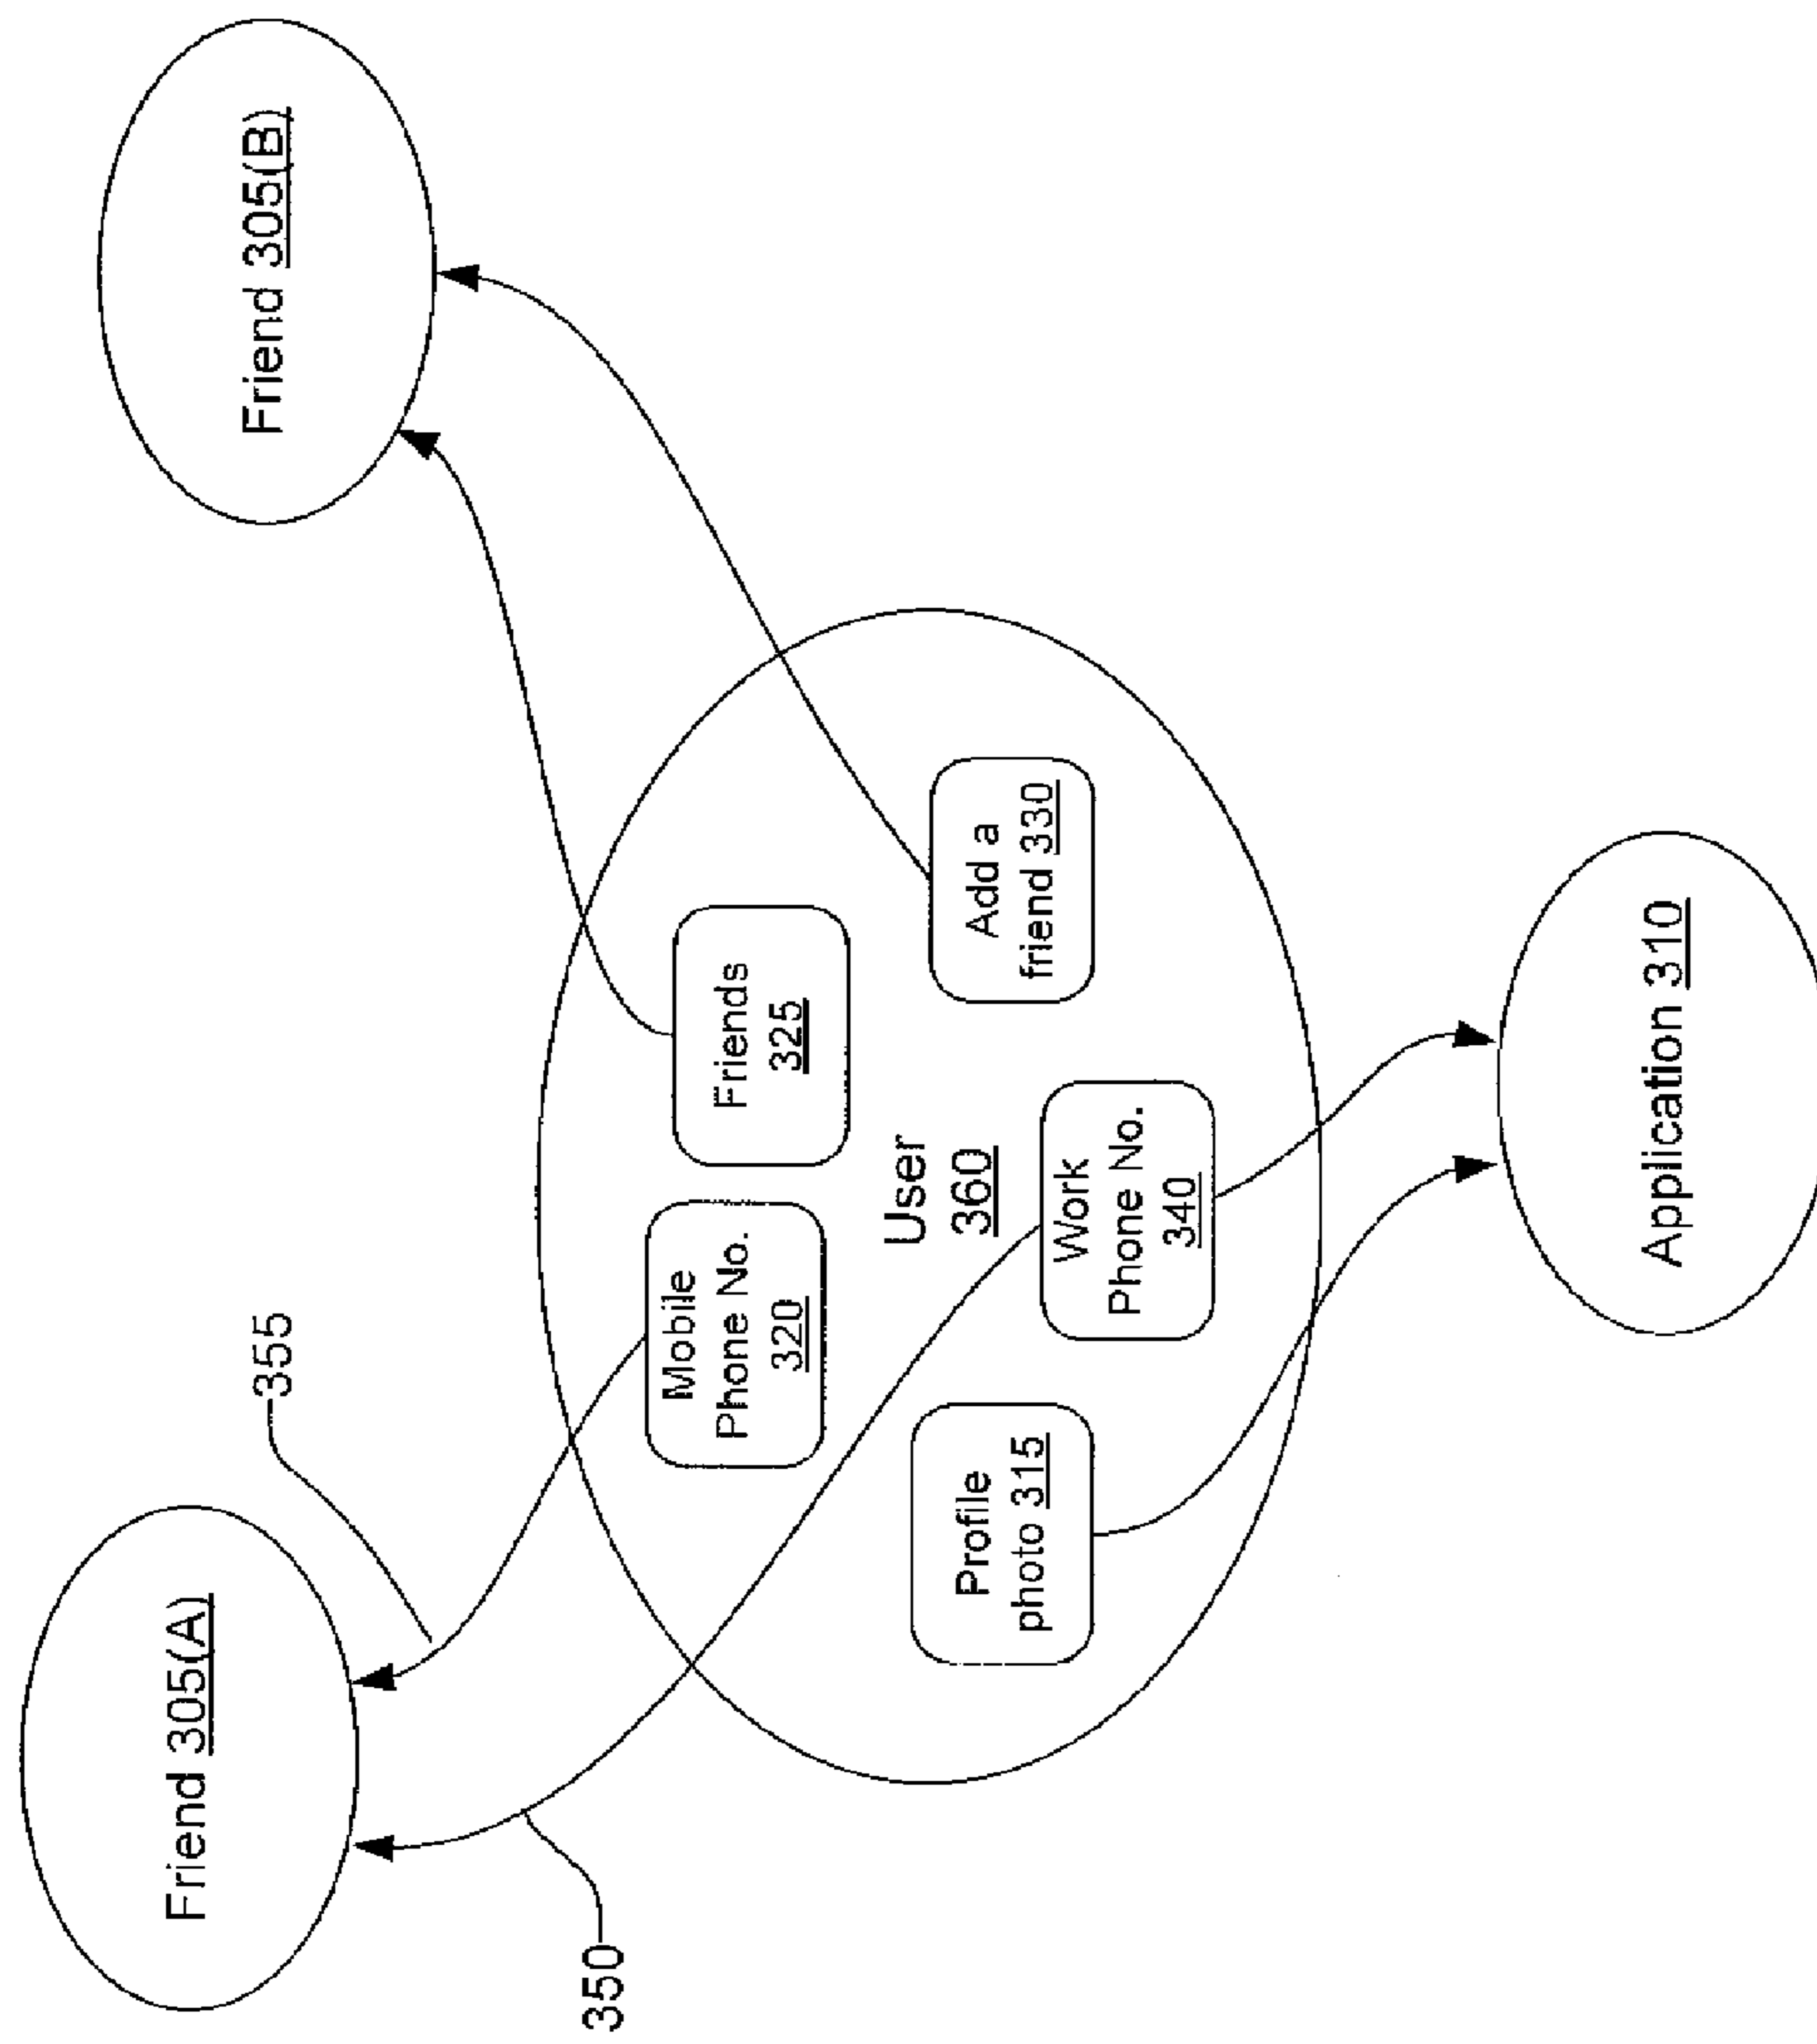 Friend 305(A)
Friend 305(B)
355
350
Mobile
Phone No.
320
Friends
325
User
360
Profile
photo 315
Work
Phone No.
340
Add a
friend 330
Application 310